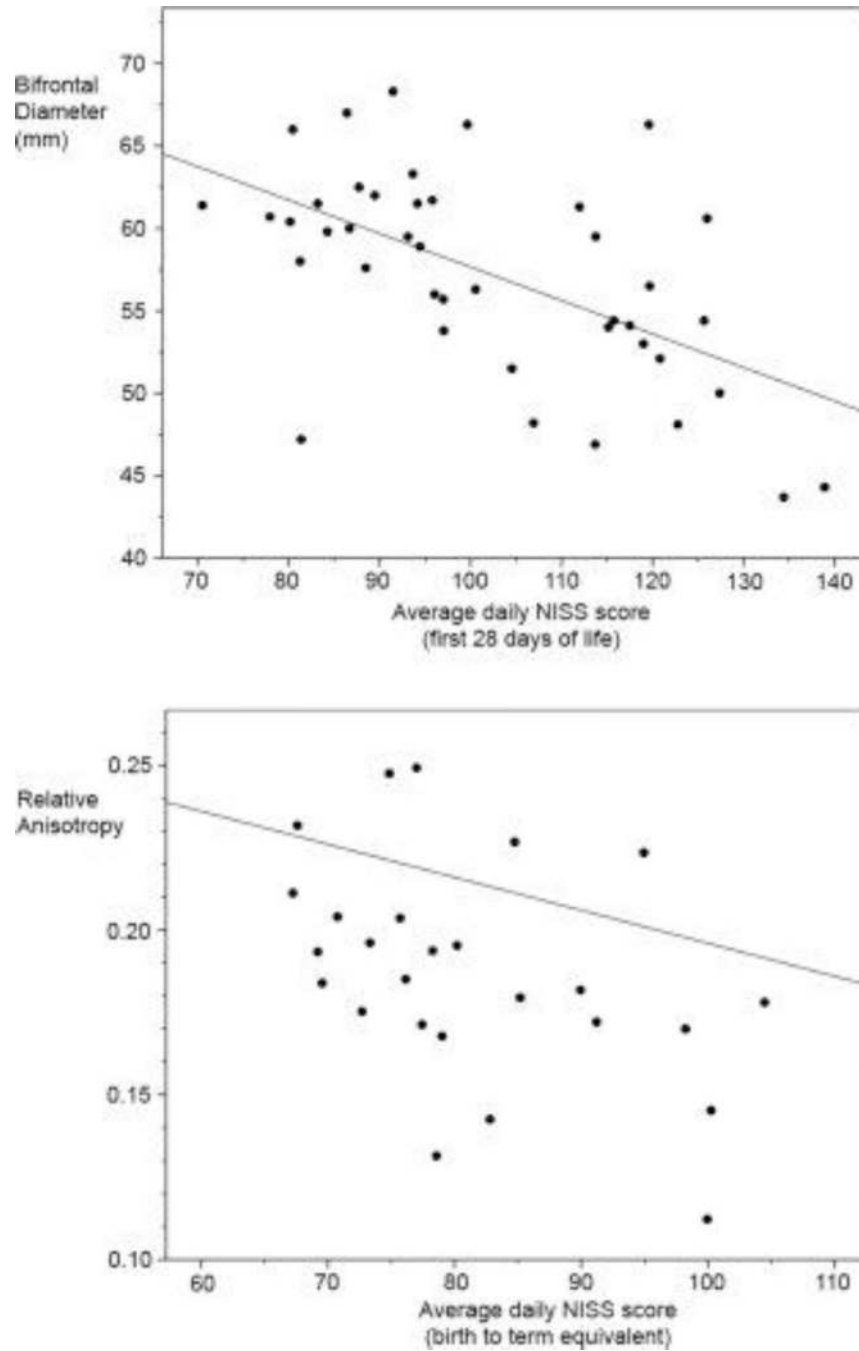 Bifrontal
Diameter
(mm)
70
65
60
55
50
45
40
70 80 90 100 110 120 130 140
Average daily NISS score
(first 28 days of life)
Relative
Anisotropy
0.25
0.20
0.15
0.10
60 70 80 90 100 110
Average daily NISS score
(birth to term equivalent)